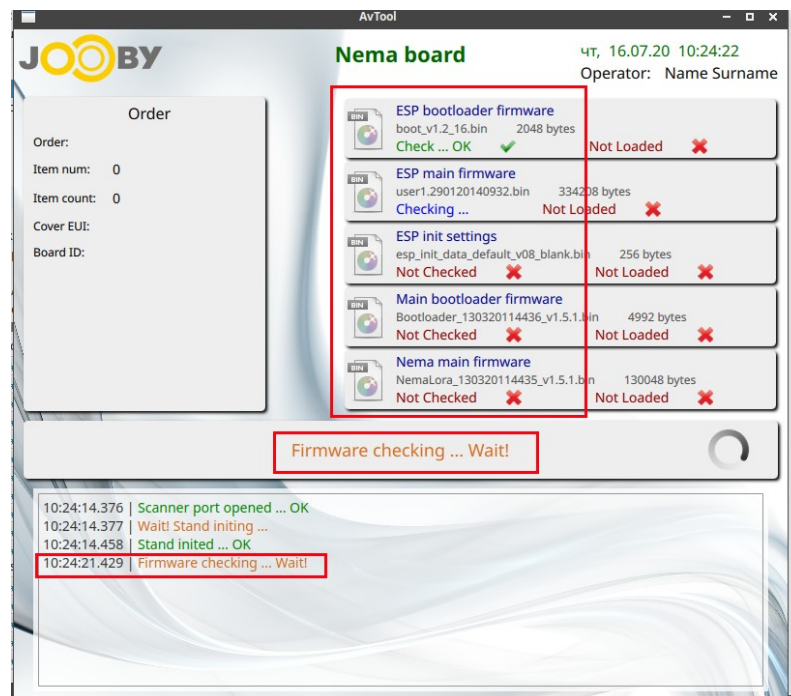 AvTool
JOOBY
Nema board
чт, 16.07.20 10:24:22
Operator: Name Surname
Order
Order:
Item num: 0
Item count: 0
Cover EUI:
Board ID:
BIN
ESP bootloader firmware
boot_v1.2_16.bin 2048 bytes
Check ... OK Not Loaded
BIN
ESP main firmware
user1.290120140932.bin 334208 bytes
Checking ... Not Loaded
BIN
ESP init settings
esp_init_data_default_v08_blank.bin 256 bytes
Not Checked Not Loaded
BIN
Main bootloader firmware
Bootloader_130320114436_v1.5.1.bin 4992 bytes
Not Checked Not Loaded
BIN
Nema main firmware
NemaLora_130320114435_v1.5.1.bin 130048 bytes
Not Checked Not Loaded
Firmware checking ... Wait!
10:24:14.376 | Scanner port opened ... OK
10:24:14.377 | Wait! Stand initing ...
10:24:14.458 | Stand inited ... OK
10:24:21.429 | Firmware checking ... Wait!